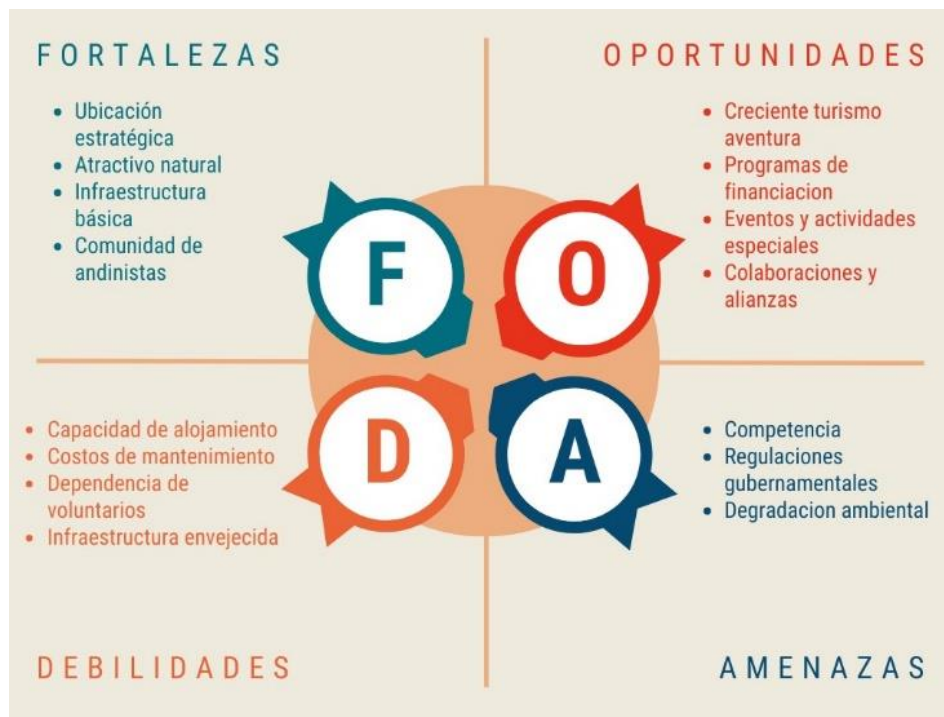 FORTALEZAS
• Ubicación
estratégica
• Atractivo natural
• Infraestructura
básica
• Comunidad de
andinistas
OPORTUNIDADES
• Creciente turismo
aventura
• Programas de
financiacion
• Eventos y actividades
especiales
• Colaboraciones y
alianzas
F
O
D
A
• Capacidad de alojamiento
• Costos de mantenimiento
• Dependencia de
voluntarios
• Infraestructura envejecida
DEBILIDADES
• Competencia
• Regulaciones
gubernamentales
• Degradacion ambiental
AMENAZAS